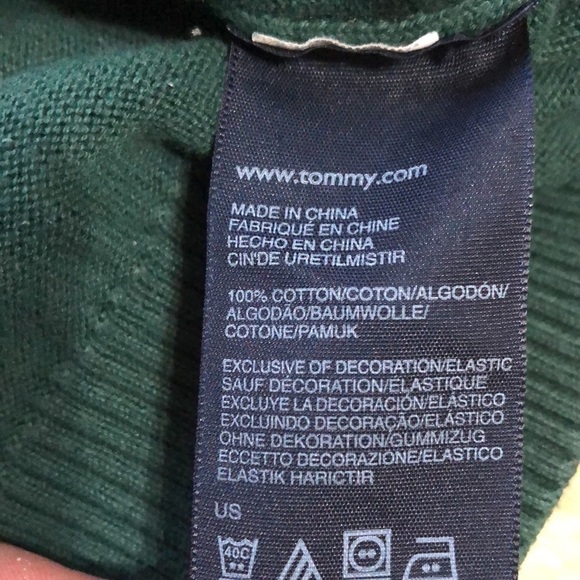 www.tommy.com
MADE IN CHINA
FABRIQUÉ EN CHINE
HECHO EN CHINA
CIN'DE URETILMISTIR
100% COTTON/COTON/ALGODÓN/
ALGODÃO/BAUMWOLLE/
COTONE/PAMUK
EXCLUSIVE OF DECORATION/ELASTIC
SAUF DÉCORATION/ÉLASTIQUE
EXCLUYE LA DECORACIÓN/ELÁSTICO
EXCLUINDO DECORAÇÃO/ELÁSTICO
OHNE DEKORATION/GUMMIZUG
ECCETTO DECORAZIONE/ELASTICO
ELASTIK HARICTIR
US
40C